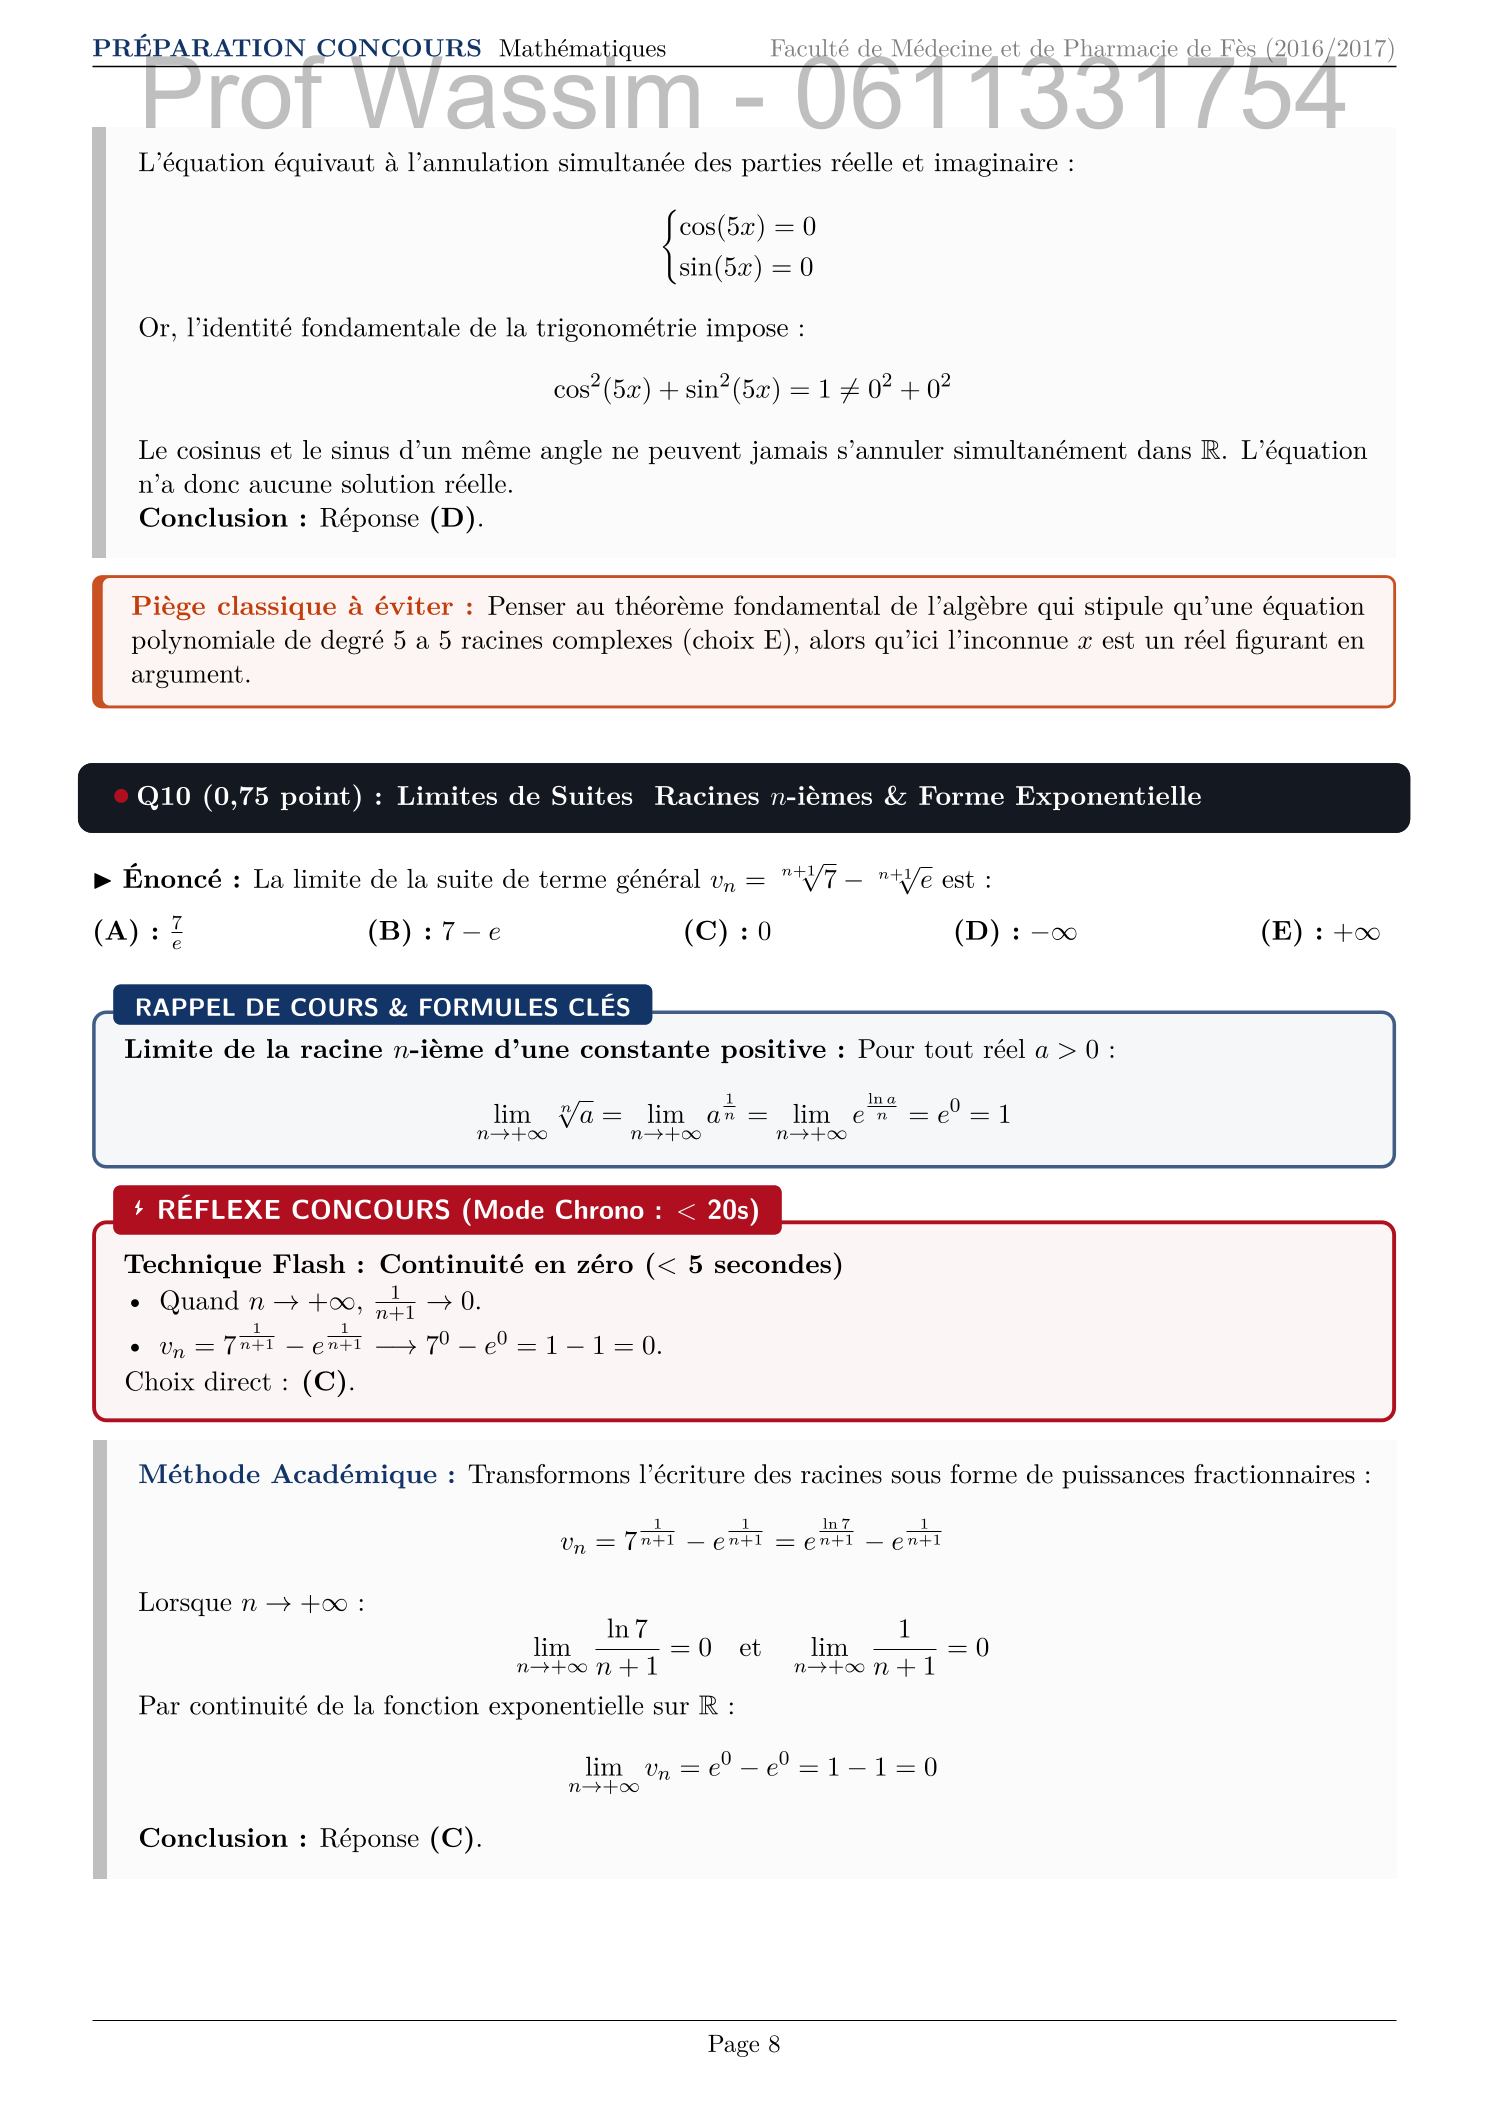 PRÉPARATION CONCOURS Mathématiques Faculté de Médecine et de Pharmacie de Fès (2016/2017)
Prof Wassim - 0611331754
L'équation équivaut à l'annulation simultanée des parties réelle et imaginaire :
{cos(5x) = 0
sin(5x) = 0
Or, l'identité fondamentale de la trigonométrie impose :
cos²(5x) + sin²(5x) = 1 ≠ 0² + 0²
Le cosinus et le sinus d'un même angle ne peuvent jamais s'annuler simultanément dans ℝ. L'équation
n'a donc aucune solution réelle.
Conclusion : Réponse (D).
Piège classique à éviter : Penser au théorème fondamental de l'algèbre qui stipule qu'une équation
polynomiale de degré 5 a 5 racines complexes (choix E), alors qu'ici l'inconnue x est un réel figurant en
argument.
• Q10 (0,75 point) : Limites de Suites Racines n-ièmes & Forme Exponentielle
▶ Énoncé : La limite de la suite de terme général vₙ = ⁿ⁺¹√7 − ⁿ⁺¹√e est :
(A) : 7/e (B) : 7 − e (C) : 0 (D) : −∞ (E) : +∞
RAPPEL DE COURS & FORMULES CLÉS
Limite de la racine n-ième d'une constante positive : Pour tout réel a > 0 :
lim_{n→+∞} ⁿ√a = lim_{n→+∞} a^{1/n} = lim_{n→+∞} e^{ln a/n} = e⁰ = 1
⚡ RÉFLEXE CONCOURS (Mode Chrono : < 20s)
Technique Flash : Continuité en zéro (< 5 secondes)
• Quand n → +∞, 1/(n+1) → 0.
• vₙ = 7^{1/(n+1)} − e^{1/(n+1)} ⟶ 7⁰ − e⁰ = 1 − 1 = 0.
Choix direct : (C).
Méthode Académique : Transformons l'écriture des racines sous forme de puissances fractionnaires :
vₙ = 7^{1/(n+1)} − e^{1/(n+1)} = e^{ln 7/(n+1)} − e^{1/(n+1)}
Lorsque n → +∞ :
lim_{n→+∞} ln 7/(n + 1) = 0 et lim_{n→+∞} 1/(n + 1) = 0
Par continuité de la fonction exponentielle sur ℝ :
lim_{n→+∞} vₙ = e⁰ − e⁰ = 1 − 1 = 0
Conclusion : Réponse (C).
Page 8